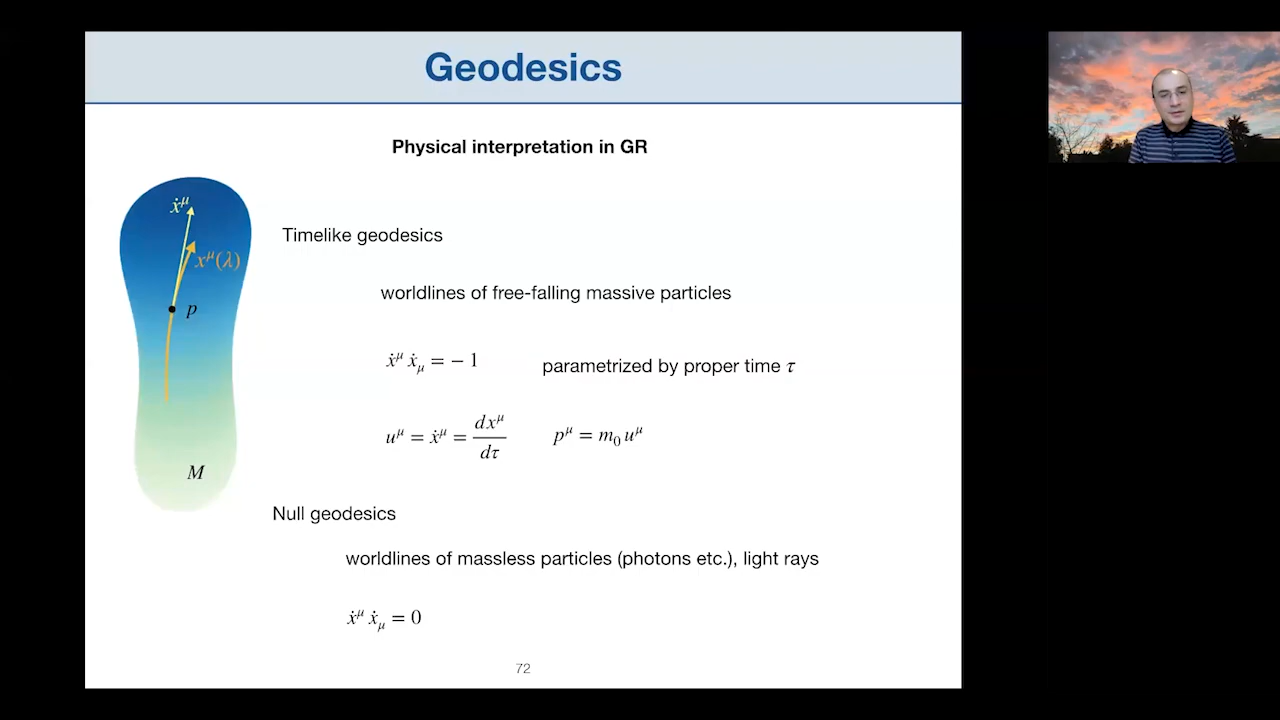 Geodesics
Physical interpretation in GR
ẋ^μ
x^μ(λ)
p
M
Timelike geodesics
worldlines of free-falling massive particles
ẋ^μ ẋ_μ = − 1 parametrized by proper time τ
u^μ = ẋ^μ = dx^μ/dτ p^μ = m_0 u^μ
Null geodesics
worldlines of massless particles (photons etc.), light rays
ẋ^μ ẋ_μ = 0
72